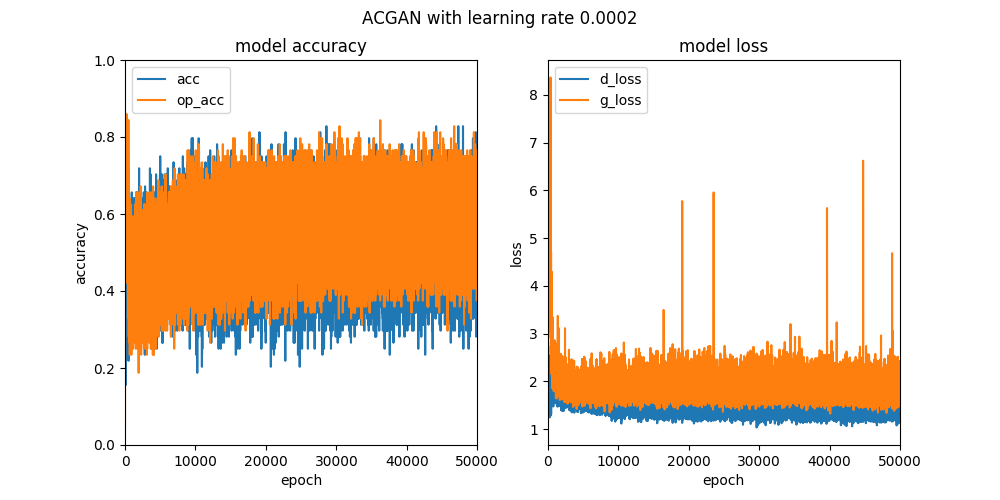 ACGAN with learning rate 0.0002
model accuracy
acc
op_acc
1.0
0.8
0.6
0.4
0.2
0.0
accuracy
0
10000
20000
30000
40000
50000
epoch
model loss
d_loss
g_loss
8
7
6
5
4
3
2
1
loss
0
10000
20000
30000
40000
50000
epoch